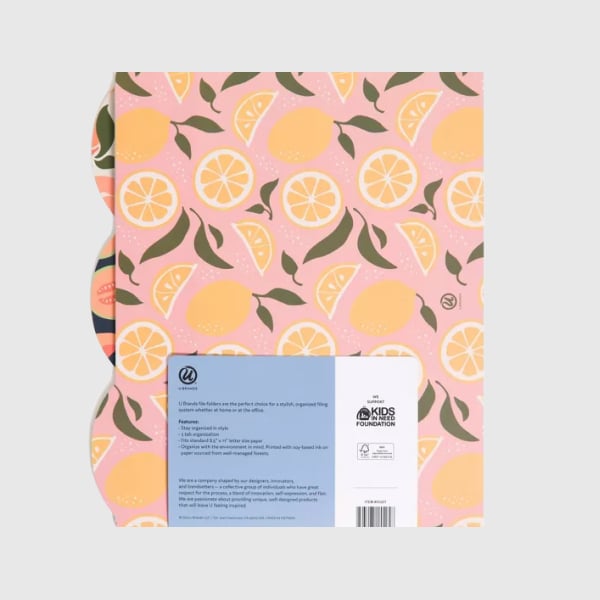 U BRANDS
U Brands file folders are the perfect choice for a stylish, organized filing
system whether at home or at the office.
Features:
- Stay organized in style
- 1 tab organization
- Fits standard 8.5" x 11" letter size paper
- Organize with the environment in mind. Printed with soy-based ink on
paper sourced from well-managed forests.
We are a company shaped by our designers, innovators,
and trendsetters – a collective group of individuals who have great
respect for the process, a blend of innovation, self-expression, and flair.
We are passionate about providing unique, well designed products
that will leave U feeling inspired.
WE
SUPPORT
KIDS
IN NEED
FOUNDATION
FSC
U BRANDS